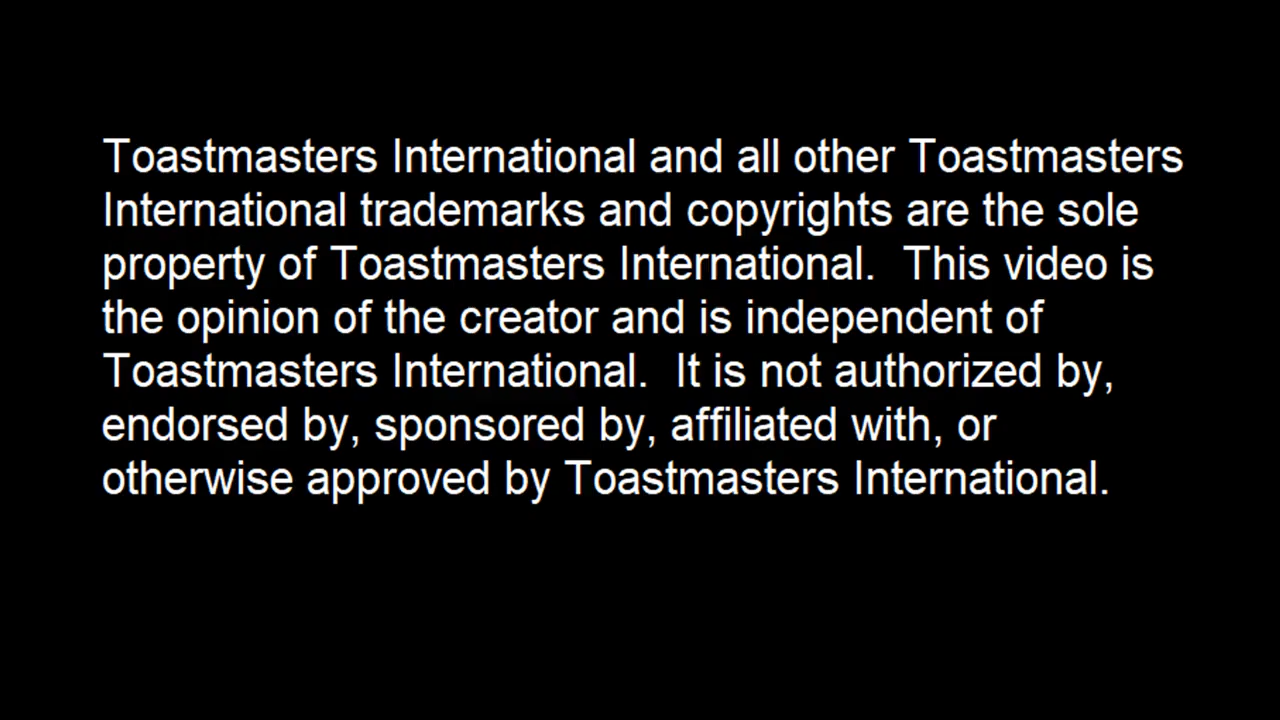 Toastmasters International and all other Toastmasters
International trademarks and copyrights are the sole
property of Toastmasters International.  This video is
the opinion of the creator and is independent of
Toastmasters International.  It is not authorized by,
endorsed by, sponsored by, affiliated with, or
otherwise approved by Toastmasters International.